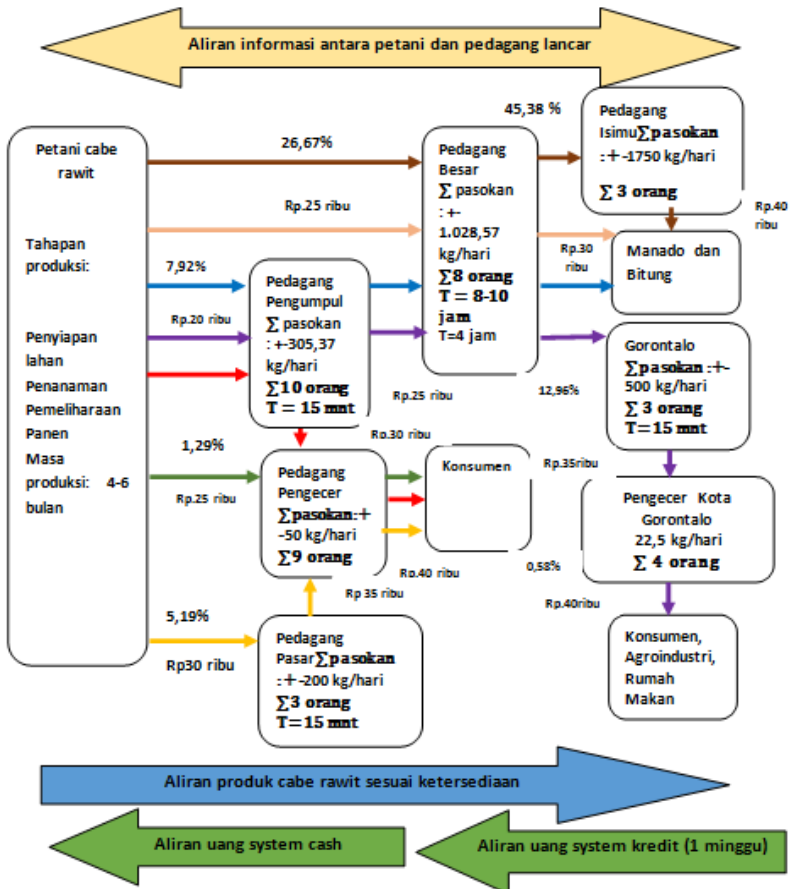 Aliran informasi antara petani dan pedagang lancar
Petani cabe
rawit
Tahapan
produksi:
Penyiapan
lahan
Penanaman
Pemeliharaan
Panen
Masa
produksi: 4-6
bulan
26,67%
Rp.25 ribu
7,92%
Rp.20 ribu
1,29%
Rp.25 ribu
5,19%
Rp30 ribu
Pedagang
Pengumpul
∑ pasokan
: +-305,37
kg/hari
∑10 orang
T = 15 mnt
Pedagang
Pengecer
∑pasokan:+
-50 kg/hari
∑9 orang
Rp 35 ribu
Pedagang
Pasar∑pasokan
:+-200 kg/hari
∑3 orang
T=15 mnt
45,38 %
Pedagang
Besar
∑ pasokan
: +-
1.028,57
kg/hari
∑8 orang
T = 8-10
jam
T=4 jam
Rp.25 ribu
Rp.30 ribu
Konsumen
Rp.40 ribu
Pedagang
Isimu∑pasokan
:+-1750 kg/hari
∑ 3 orang
Rp.40
ribu
Rp.30
ribu
Manado dan
Bitung
12,96%
Gorontalo
∑pasokan :+-
500 kg/hari
∑ 3 orang
T=15 mnt
Rp.35ribu
Pengecer Kota
Gorontalo
22,5 kg/hari
∑ 4 orang
0,58%
Rp.40ribu
Konsumen,
Agroindustri,
Rumah
Makan
Aliran produk cabe rawit sesuai ketersediaan
Aliran uang system cash
Aliran uang system kredit (1 minggu)